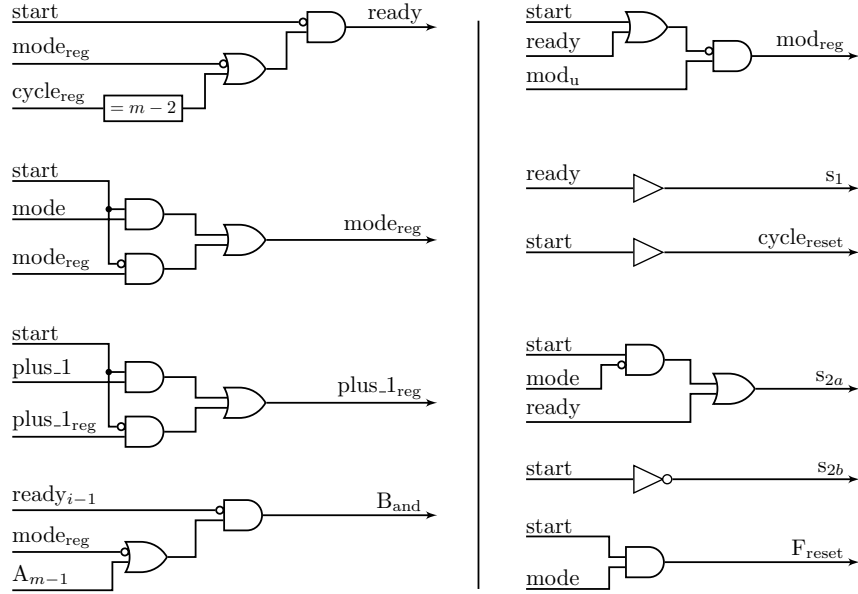 start
ready
mode_reg
cycle_reg
= m − 2
start
mode
mode_reg
mode_reg
start
plus_1
plus_1_reg
plus_1_reg
ready_{i−1}
B_and
mode_reg
A_{m−1}
start
ready
mod_reg
mod_u
ready
s_1
start
cycle_reset
start
mode
s_{2a}
ready
start
s_{2b}
start
F_reset
mode